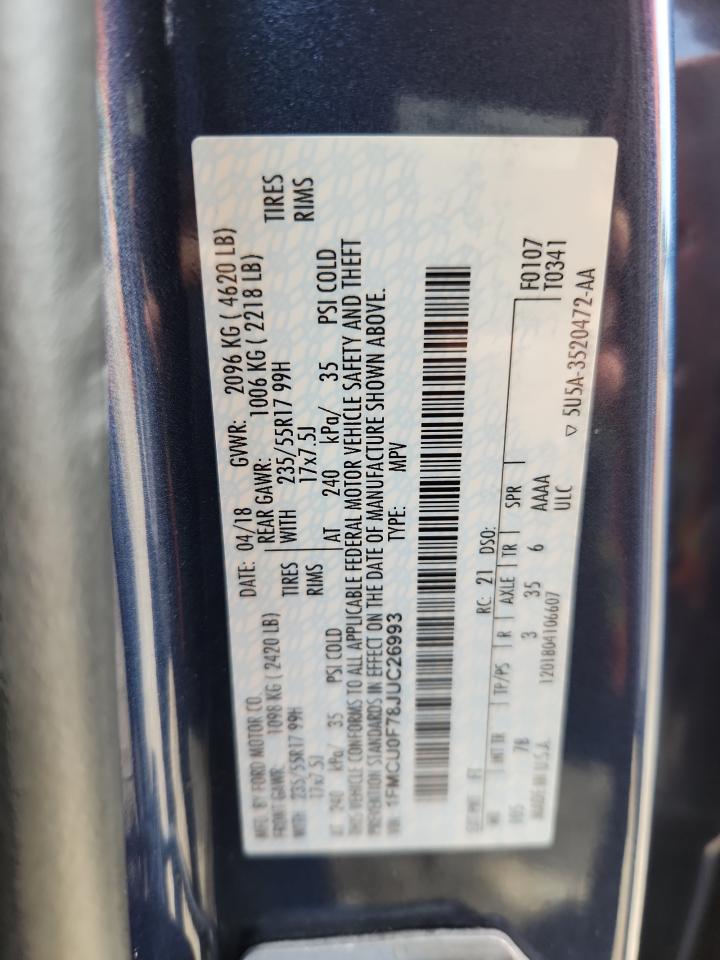 MFG. BY FORD MOTOR CO.
DATE: 04/18 GVWR: 2096 KG ( 4620 LB)
FRONT GAWR: 1098 KG ( 2420 LB) REAR GAWR: 1006 KG ( 2218 LB)
WITH 235/55R17 99H TIRES WITH 235/55R17 99H TIRES
17x7.5J RIMS 17x7.5J RIMS
AT 240 kPa/ 35 PSI COLD AT 240 kPa/ 35 PSI COLD
THIS VEHICLE CONFORMS TO ALL APPLICABLE FEDERAL MOTOR VEHICLE SAFETY AND THEFT
PREVENTION STANDARDS IN EFFECT ON THE DATE OF MANUFACTURE SHOWN ABOVE.
VIN: 1FMCU0F78JUC26993 TYPE: MPV
F0107
T0341
EXT PNT: RC: 21 DSO:
INT TR TP/PS R AXLE TR SPR
7B 3 35 6 AAAA
ULC
MADE IN U.S.A. 1201804106607
▽ 5U5A-3520472-AA